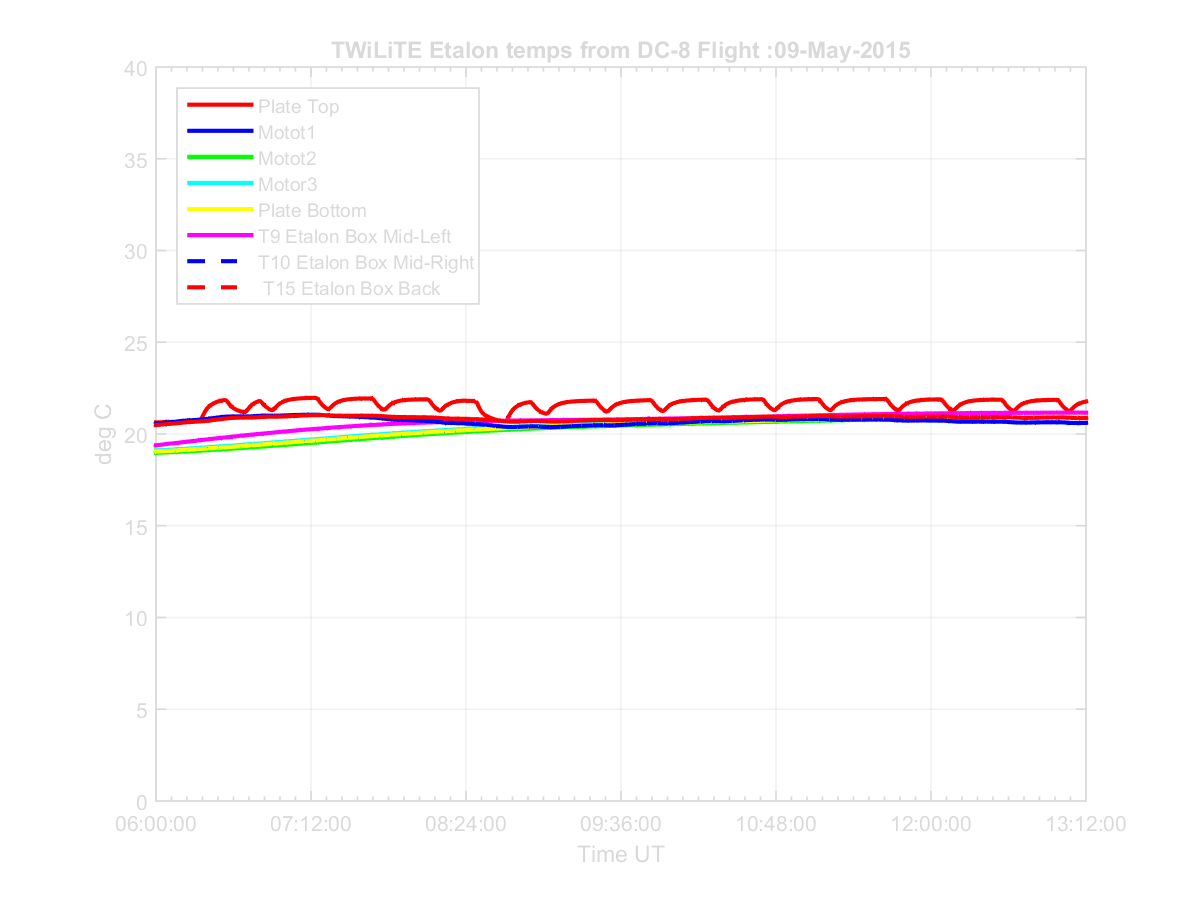 TWiLiTE Etalon temps from DC-8 Flight :09-May-2015
40
35
30
25
20
15
10
5
0
deg C
Plate Top
Motot1
Motot2
Motor3
Plate Bottom
T9 Etalon Box Mid-Left
T10 Etalon Box Mid-Right
T15 Etalon Box Back
06:00:00 07:12:00 08:24:00 09:36:00 10:48:00 12:00:00 13:12:00
Time UT